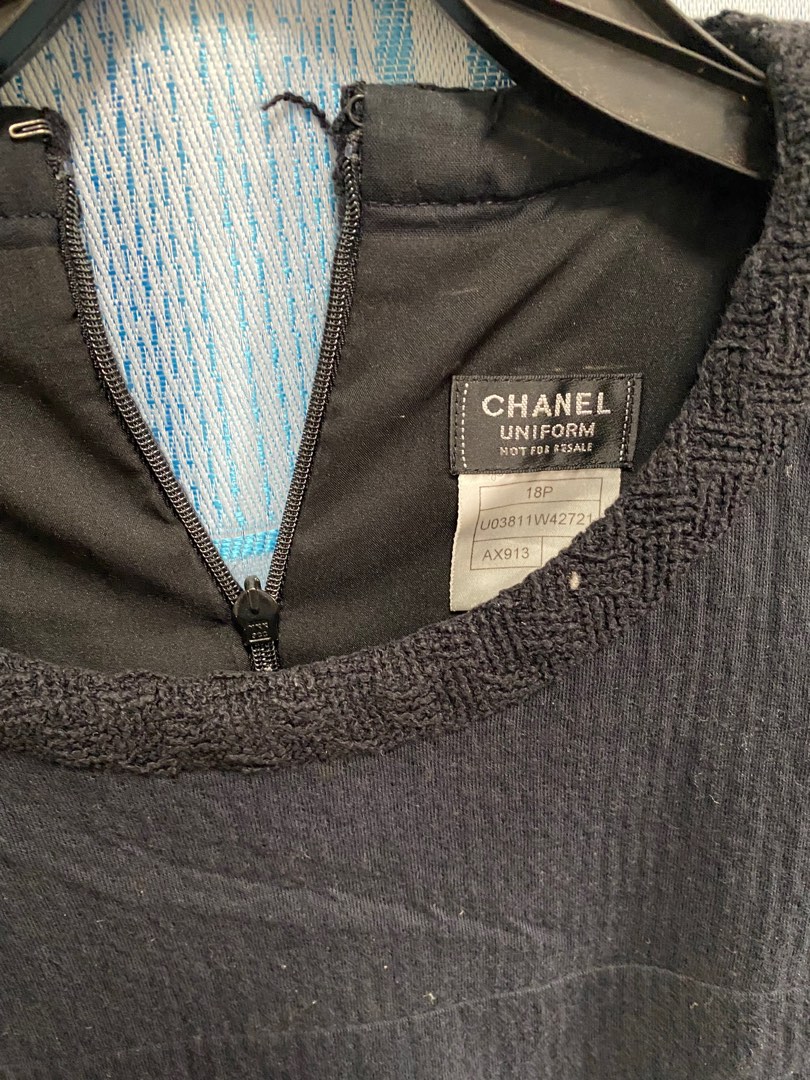 CHANEL
UNIFORM
NOT FOR RESALE
18P
U03811W42721
AX913